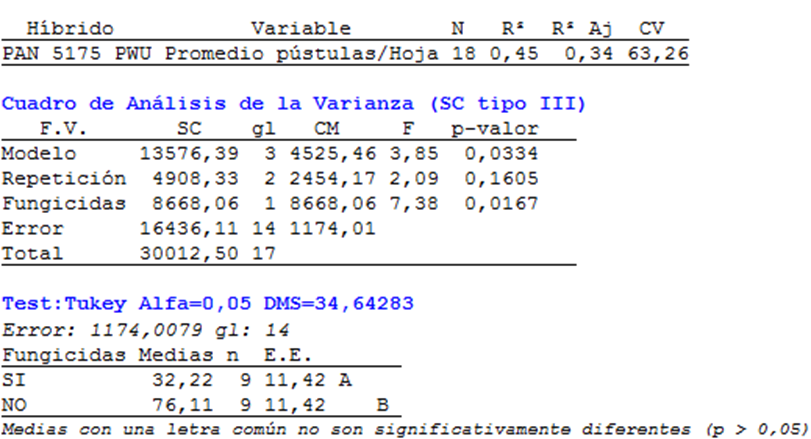 Híbrido Variable N R² R² Aj CV
PAN 5175 PWU Promedio pústulas/Hoja 18 0,45 0,34 63,26
Cuadro de Análisis de la Varianza (SC tipo III)
F.V. SC gl CM F p-valor
Modelo 13576,39 3 4525,46 3,85 0,0334
Repetición 4908,33 2 2454,17 2,09 0,1605
Fungicidas 8668,06 1 8668,06 7,38 0,0167
Error 16436,11 14 1174,01
Total 30012,50 17
Test:Tukey Alfa=0,05 DMS=34,64283
Error: 1174,0079 gl: 14
Fungicidas Medias n E.E.
SI 32,22 9 11,42 A
NO 76,11 9 11,42 B
Medias con una letra común no son significativamente diferentes (p > 0,05)